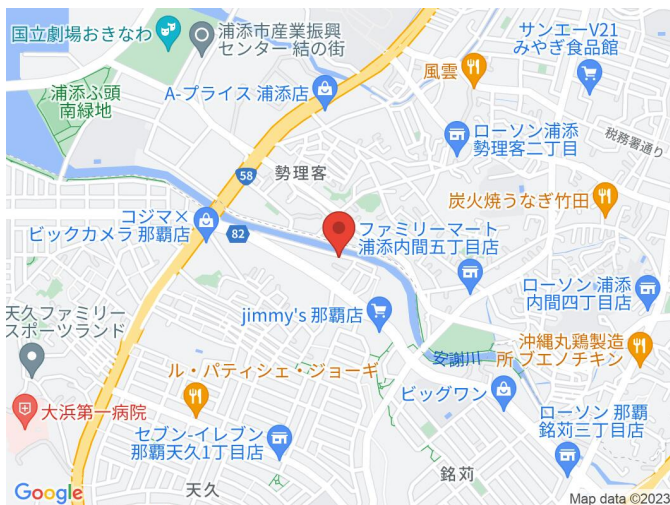 国立劇場おきなわ
浦添市産業振興
センター 結の街
サンエーV21
みやぎ食品館
風雲
A-プライス 浦添店
浦添ふ頭
南緑地
税務署通り
ローソン浦添
勢理客二丁目
勢理客
58
炭火焼うなぎ竹田
コジマ×
ビックカメラ 那覇店
82
ファミリーマート
浦添内間五丁目店
ローソン 浦添
内間四丁目店
jimmy's 那覇店
天久ファミリー
スポーツランド
沖縄丸鶏製造
所 ブエノチキン
安謝川
ル・パティシェ・ジョーギ
ビッグワン
大浜第一病院
セブン-イレブン
那覇天久1丁目店
ローソン 那覇
銘苅三丁目店
銘苅
天久
Google
Map data ©2023